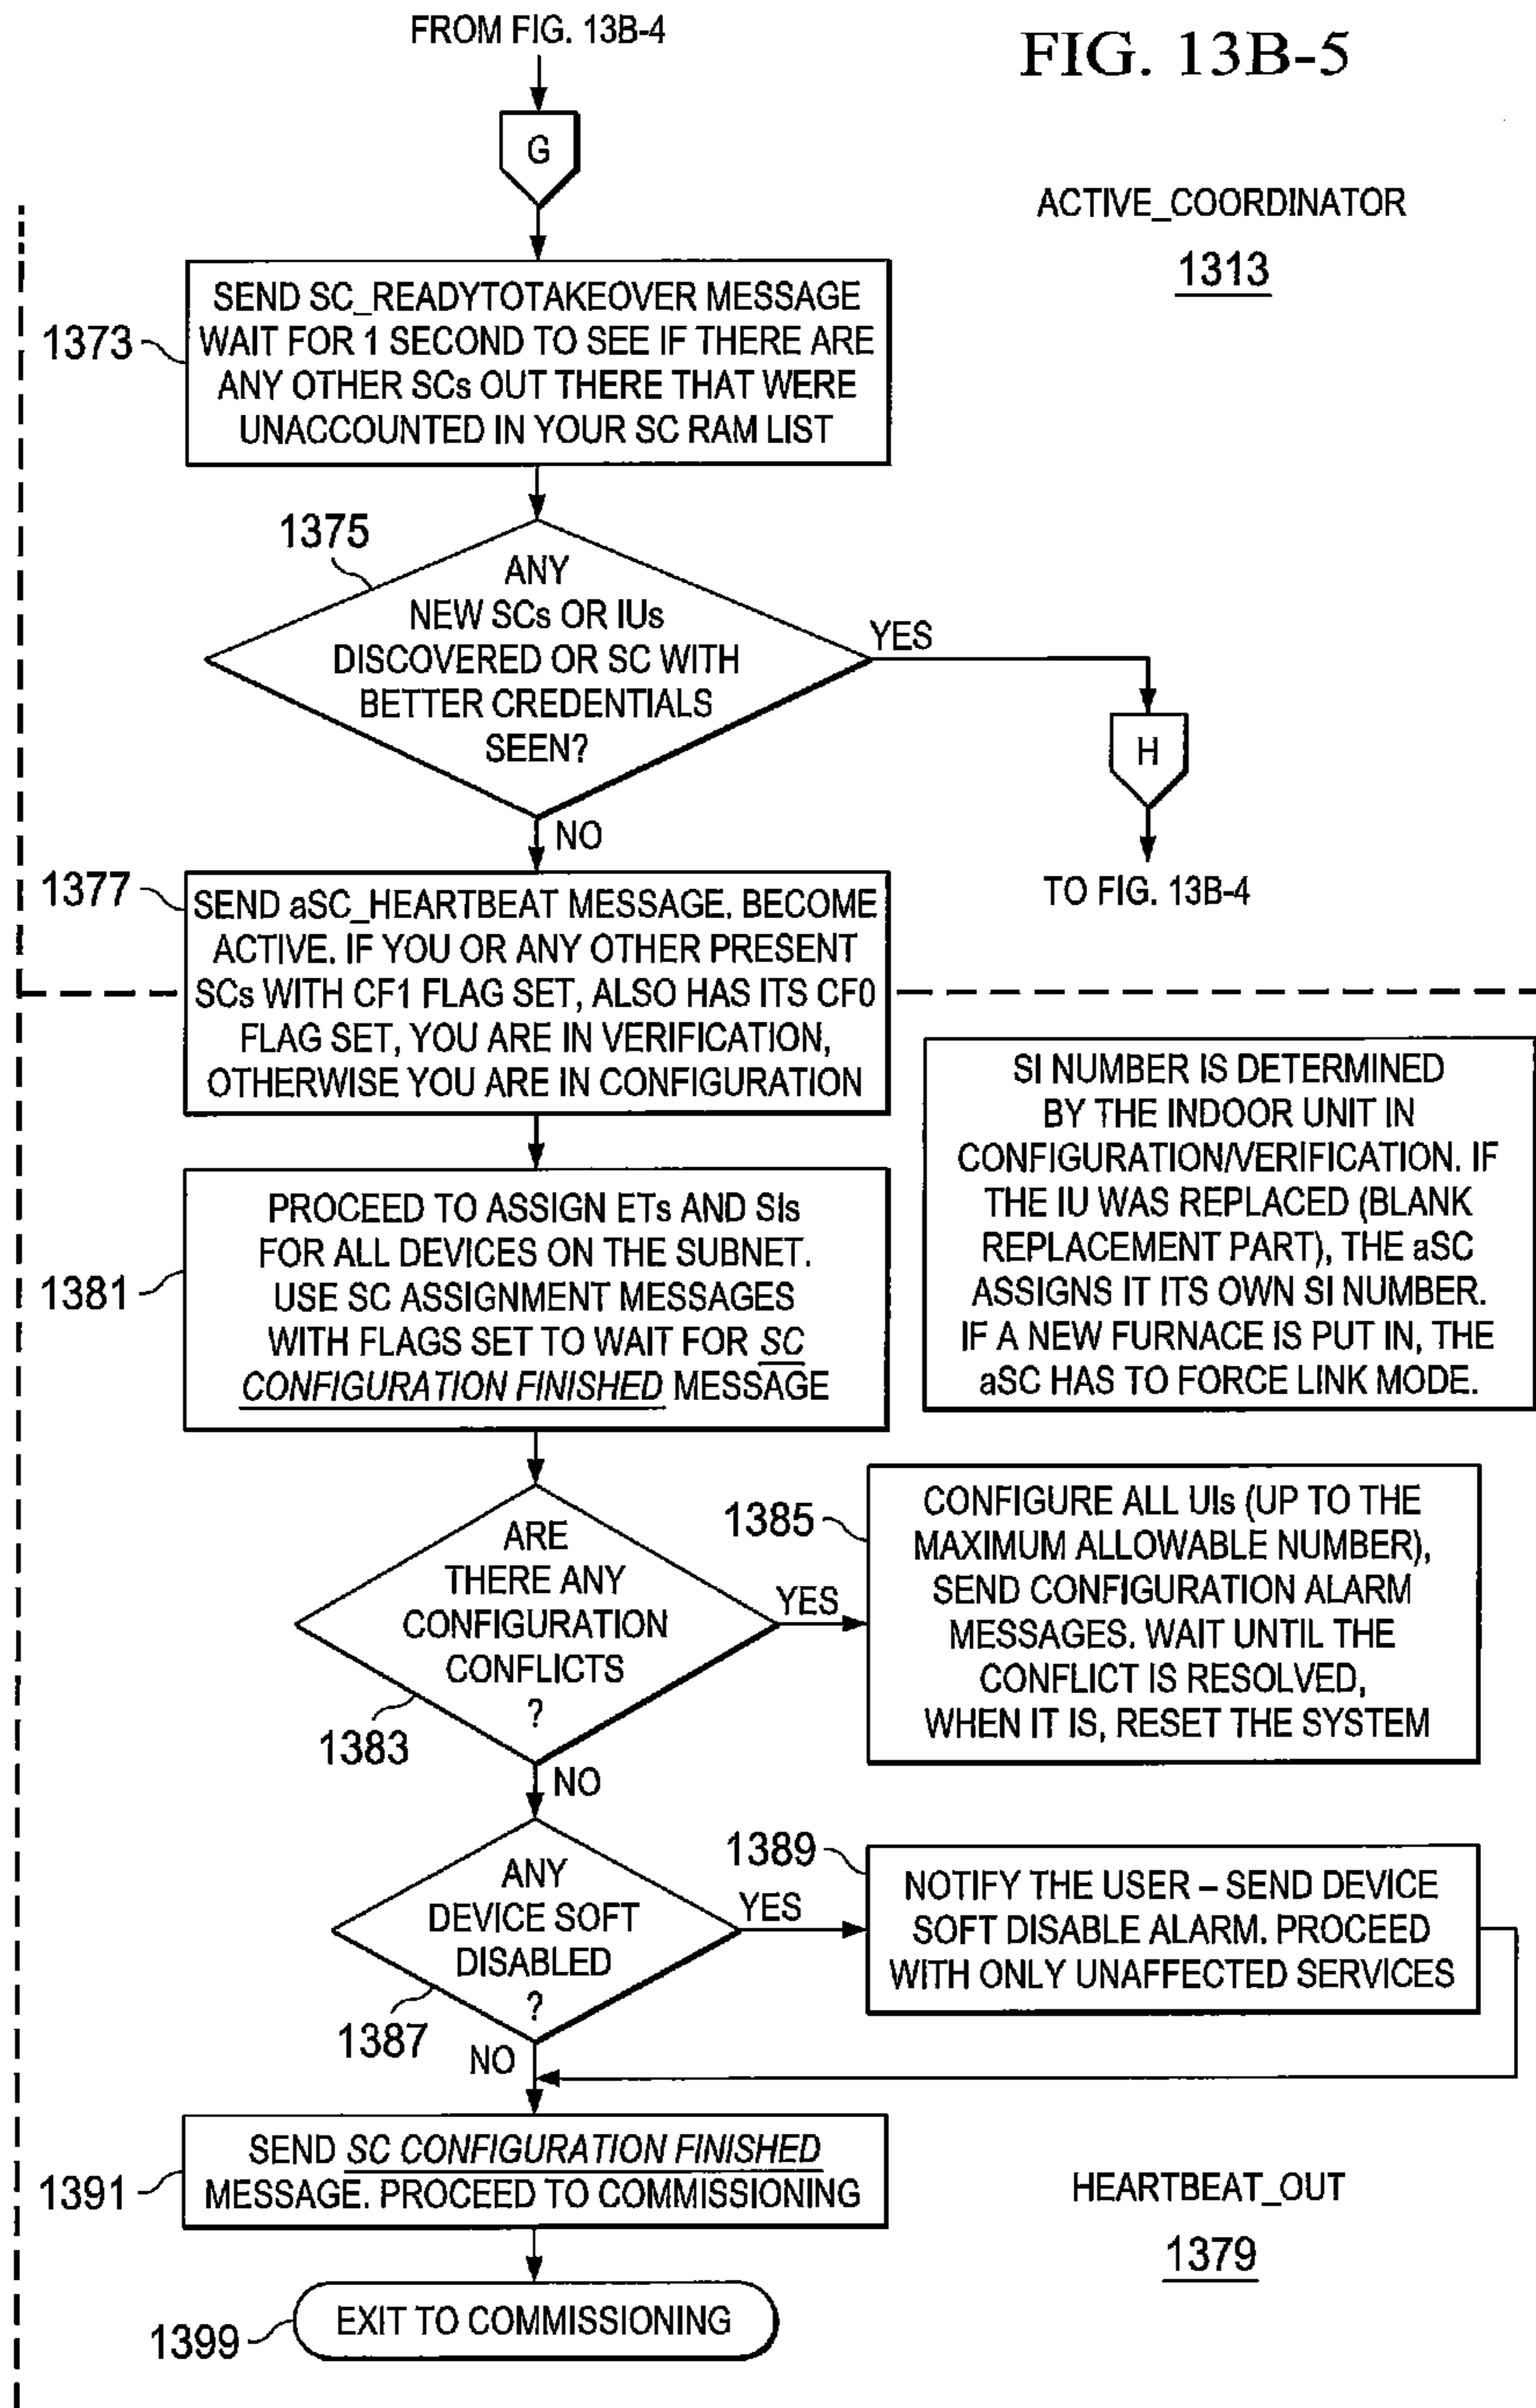 FROM FIG. 13B-4
FIG. 13B-5
G
ACTIVE_COORDINATOR
1313
1373
SEND SC_READYTOTAKEOVER MESSAGE
WAIT FOR 1 SECOND TO SEE IF THERE ARE
ANY OTHER SCs OUT THERE THAT WERE
UNACCOUNTED IN YOUR SC RAM LIST
1375
ANY
NEW SCs OR IUs
DISCOVERED OR SC WITH
BETTER CREDENTIALS
SEEN?
YES
H
TO FIG. 13B-4
NO
1377
SEND aSC_HEARTBEAT MESSAGE. BECOME
ACTIVE. IF YOU OR ANY OTHER PRESENT
SCs WITH CF1 FLAG SET, ALSO HAS ITS CF0
FLAG SET, YOU ARE IN VERIFICATION,
OTHERWISE YOU ARE IN CONFIGURATION
SI NUMBER IS DETERMINED
BY THE INDOOR UNIT IN
CONFIGURATION/VERIFICATION. IF
THE IU WAS REPLACED (BLANK
REPLACEMENT PART), THE aSC
ASSIGNS IT ITS OWN SI NUMBER.
IF A NEW FURNACE IS PUT IN, THE
aSC HAS TO FORCE LINK MODE.
1381
PROCEED TO ASSIGN ETs AND SIs
FOR ALL DEVICES ON THE SUBNET.
USE SC ASSIGNMENT MESSAGES
WITH FLAGS SET TO WAIT FOR SC
CONFIGURATION FINISHED MESSAGE
1383
ARE
THERE ANY
CONFIGURATION
CONFLICTS
?
YES
1385
CONFIGURE ALL UIs (UP TO THE
MAXIMUM ALLOWABLE NUMBER),
SEND CONFIGURATION ALARM
MESSAGES. WAIT UNTIL THE
CONFLICT IS RESOLVED,
WHEN IT IS, RESET THE SYSTEM
NO
1387
ANY
DEVICE SOFT
DISABLED
?
YES
1389
NOTIFY THE USER – SEND DEVICE
SOFT DISABLE ALARM. PROCEED
WITH ONLY UNAFFECTED SERVICES
NO
1391
SEND SC CONFIGURATION FINISHED
MESSAGE. PROCEED TO COMMISSIONING
HEARTBEAT_OUT
1379
1399
EXIT TO COMMISSIONING